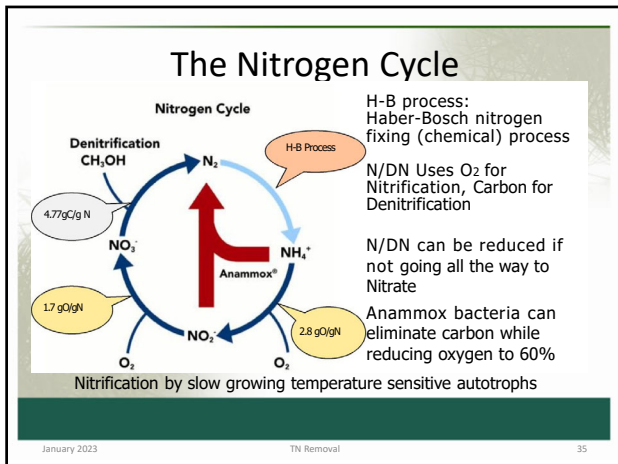 The Nitrogen Cycle
Nitrogen Cycle
Denitrification
CH₃OH
N₂
H-B Process
4.77gC/g N
NO₃⁻
NH₄⁺
Anammox®
1.7 gO/gN
NO₂⁻
2.8 gO/gN
O₂
O₂
H-B process:
Haber-Bosch nitrogen
fixing (chemical) process
N/DN Uses O₂ for
Nitrification, Carbon for
Denitrification
N/DN can be reduced if
not going all the way to
Nitrate
Anammox bacteria can
eliminate carbon while
reducing oxygen to 60%
Nitrification by slow growing temperature sensitive autotrophs
January 2023
TN Removal
35